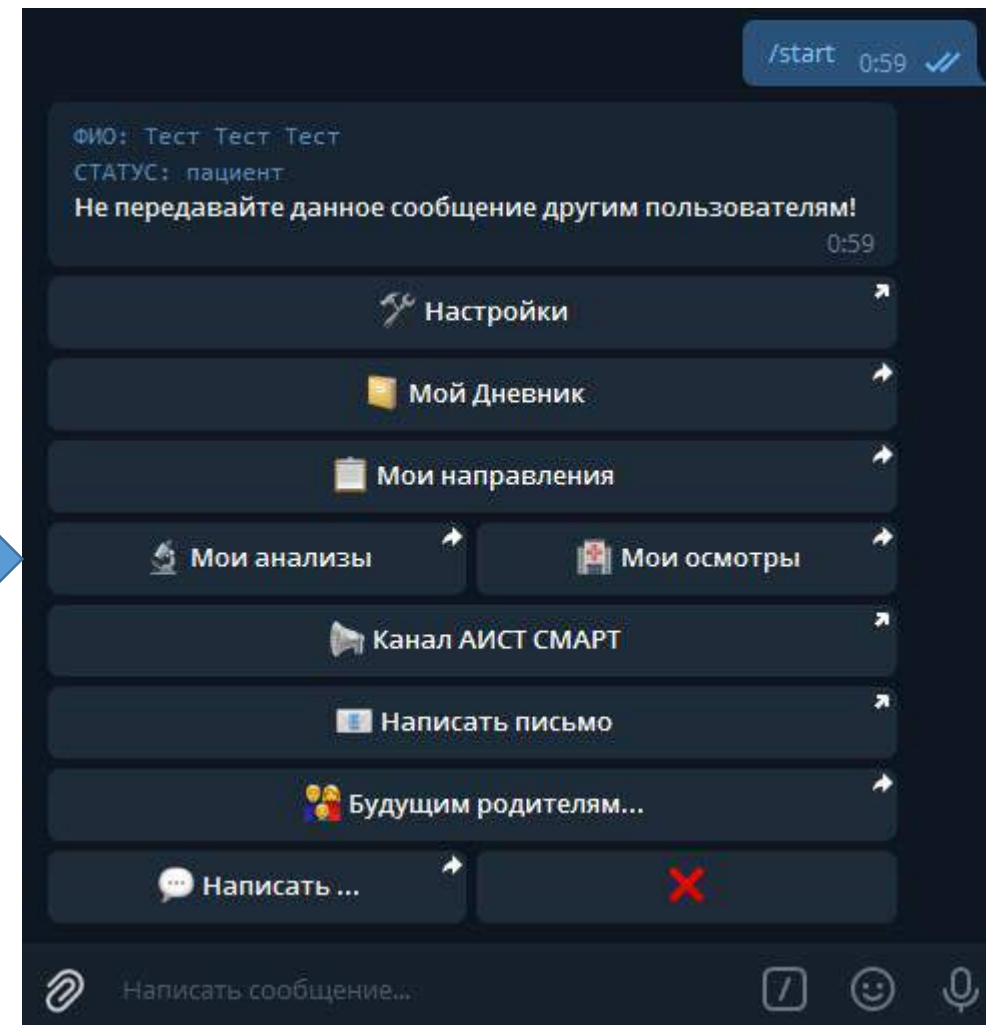 /start 0:59
ФИО: Тест Тест Тест
СТАТУС: пациент
Не передавайте данное сообщение другим пользователям!
0:59
Настройки
Мой Дневник
Мои направления
Мои анализы Мои осмотры
Канал АИСТ СМАРТ
Написать письмо
Будущим родителям...
Написать ...
Написать сообщение...